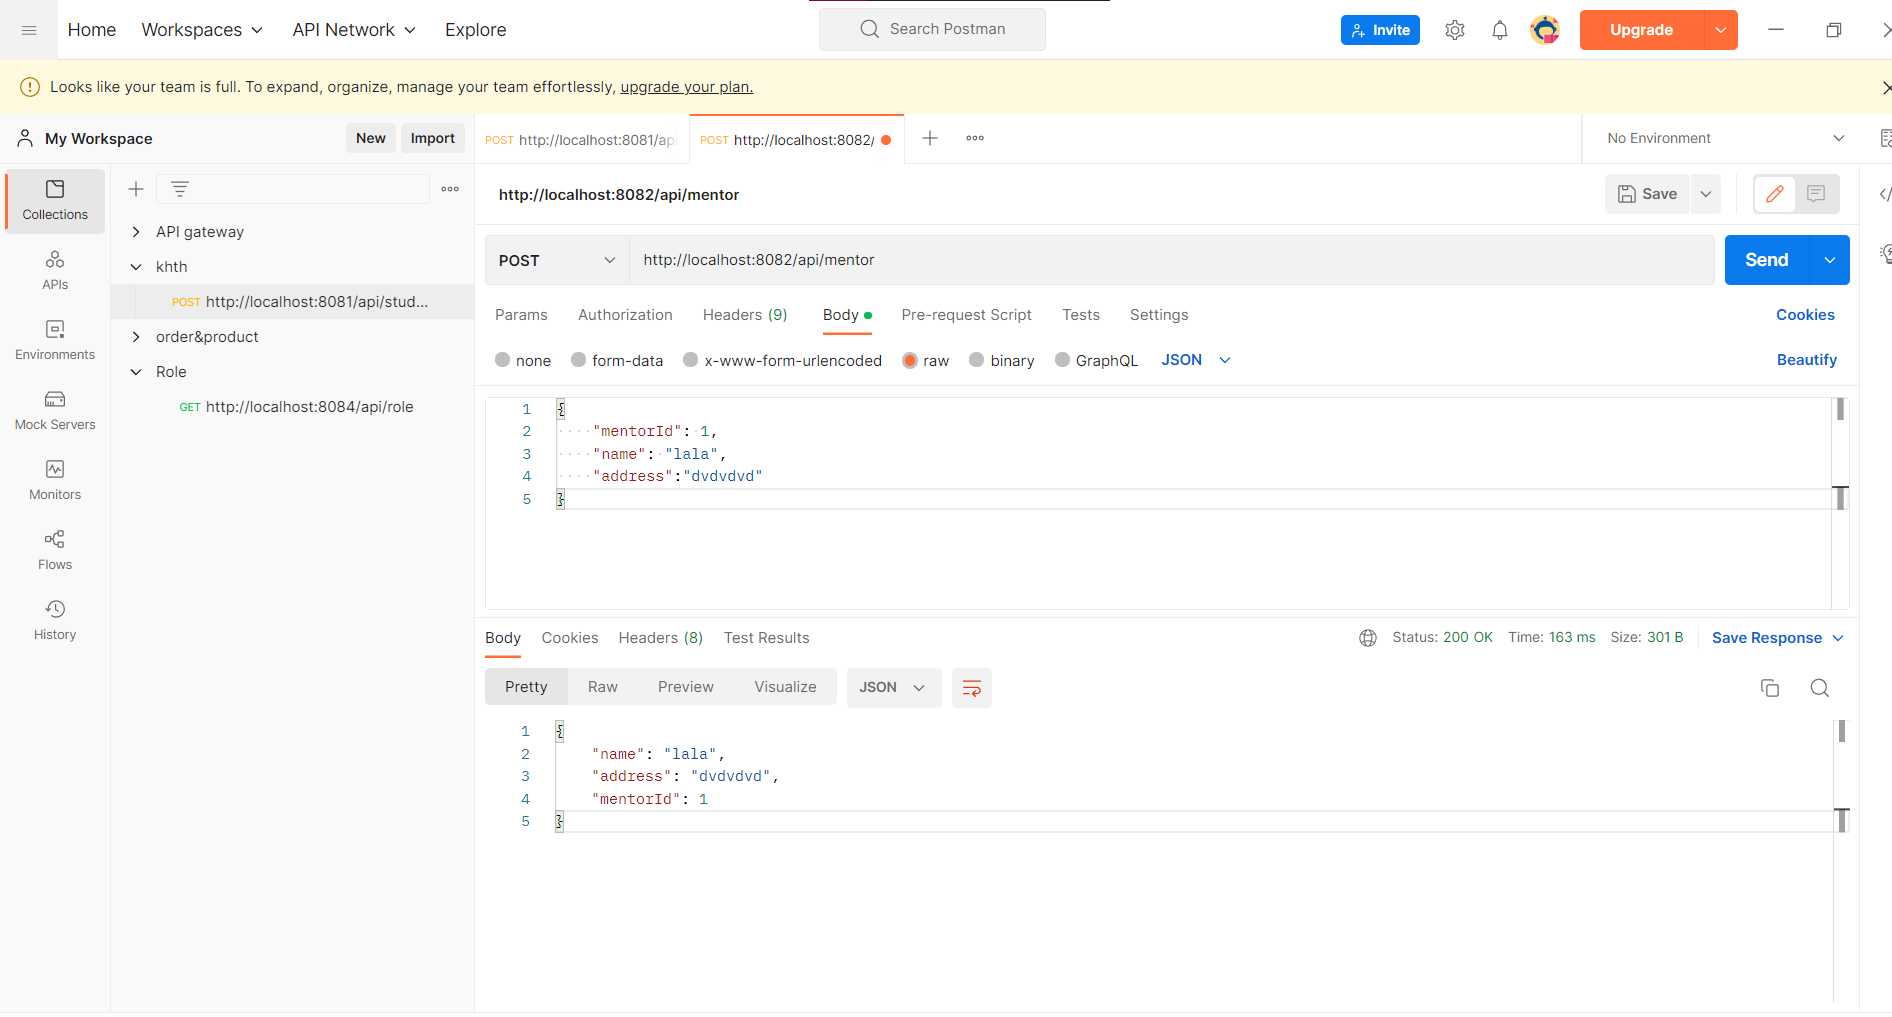 Home Workspaces API Network Explore Search Postman Invite Upgrade
Looks like your team is full. To expand, organize, manage your team effortlessly, upgrade your plan.
My Workspace New Import
POST http://localhost:8081/api POST http://localhost:8082/ No Environment
Collections
APIs
Environments
Mock Servers
Monitors
Flows
History
API gateway
khth
POST http://localhost:8081/api/stud...
order&product
Role
GET http://localhost:8084/api/role
http://localhost:8082/api/mentor Save
POST http://localhost:8082/api/mentor Send
Params Authorization Headers (9) Body Pre-request Script Tests Settings Cookies
none form-data x-www-form-urlencoded raw binary GraphQL JSON Beautify
1 {
2 "mentorId": 1,
3 "name": "lala",
4 "address":"dvdvdvd"
5 }
Body Cookies Headers (8) Test Results Status: 200 OK Time: 163 ms Size: 301 B Save Response
Pretty Raw Preview Visualize JSON
1 {
2 "name": "lala",
3 "address": "dvdvdvd",
4 "mentorId": 1
5 }